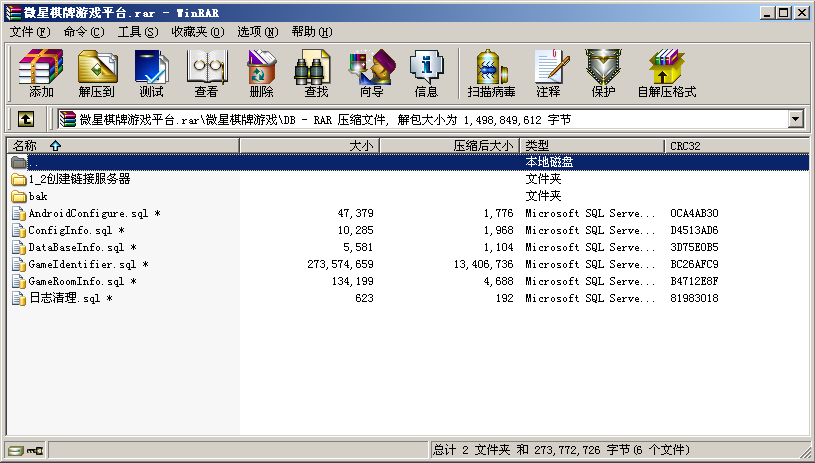 微星棋牌游戏平台.rar - WinRAR
文件(F) 命令(C) 工具(S) 收藏夹(O) 选项(N) 帮助(H)
添加 解压到 测试 查看 删除 查找 向导 信息 扫描病毒 注释 保护 自解压格式
微星棋牌游戏平台.rar\微星棋牌游戏\DB - RAR 压缩文件, 解包大小为 1,498,849,612 字节
名称 大小 压缩后大小 类型 CRC32
.. 本地磁盘
1_2创建链接服务器 文件夹
bak 文件夹
AndroidConfigure.sql * 47,379 1,776 Microsoft SQL Serve... 0CA4AB30
ConfigInfo.sql * 10,285 1,968 Microsoft SQL Serve... D4513AD6
DataBaseInfo.sql * 5,581 1,104 Microsoft SQL Serve... 3D75E0B5
GameIdentifier.sql * 273,574,659 13,406,736 Microsoft SQL Serve... BC26AFC9
GameRoomInfo.sql * 134,199 4,688 Microsoft SQL Serve... B4712E8F
日志清理.sql * 623 192 Microsoft SQL Serve... 81983018
总计 2 文件夹 和 273,772,726 字节(6 个文件)